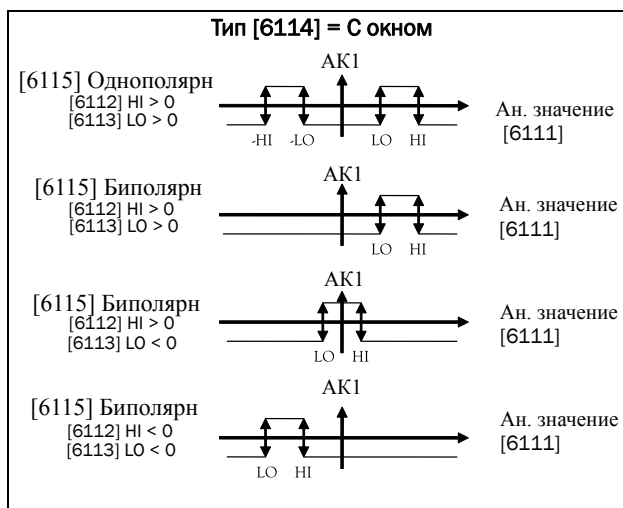 Тип [6114] = С окном
АК1
[6115] Однополярн
[6112] HI > 0
[6113] LO > 0
-HI -LO LO HI
Ан. значение
[6111]
АК1
[6115] Биполярн
[6112] HI > 0
[6113] LO > 0
LO HI
Ан. значение
[6111]
АК1
[6115] Биполярн
[6112] HI > 0
[6113] LO < 0
LO HI
Ан. значение
[6111]
АК1
[6115] Биполярн
[6112] HI < 0
[6113] LO < 0
LO HI
Ан. значение
[6111]